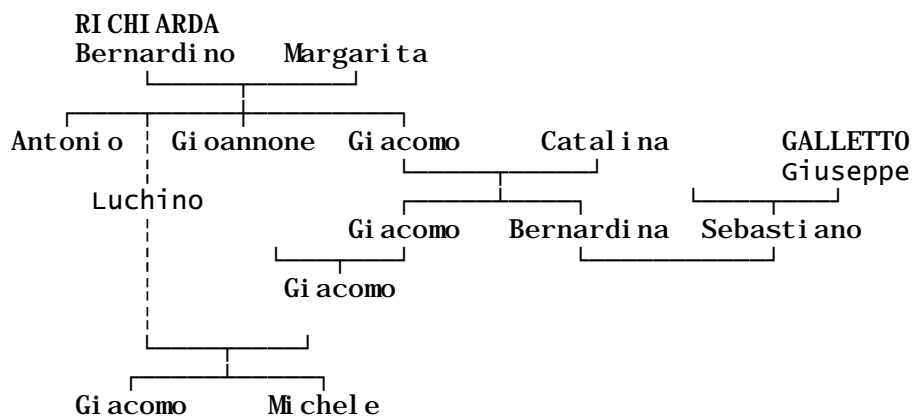 RICHIARDA
Bernardino Margarita
Antonio Gioannone Giacomo Catalina GALLETTO
Giuseppe
Luchino
Giacomo Bernardina Sebastiano
Giacomo
Giacomo Michele